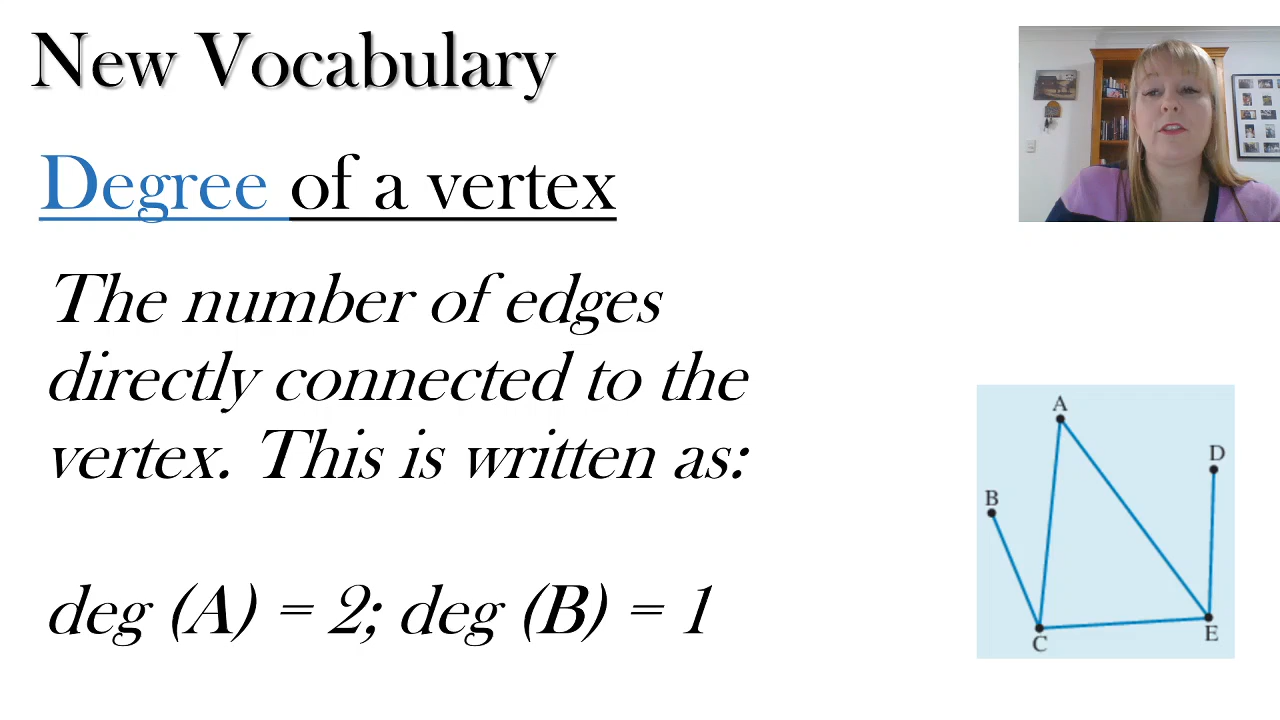 New Vocabulary
Degree of a vertex
The number of edges
directly connected to the
vertex. This is written as:
deg (A) = 2; deg (B) = 1
A
D
B
E
C